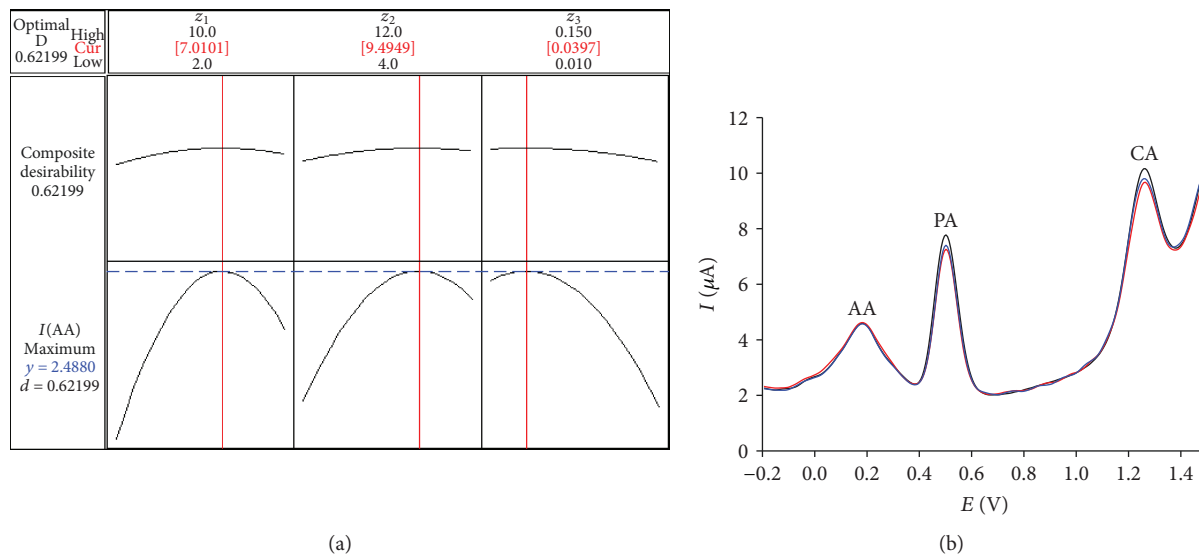 Optimal
D
0.62199
High
Cur
Low
z1
10.0
[7.0101]
2.0
z2
12.0
[9.4949]
4.0
z3
0.150
[0.0397]
0.010
Composite
desirability
0.62199
I(AA)
Maximum
y = 2.4880
d = 0.62199
(a)
12
10
8
6
4
2
0
I (μA)
AA
PA
CA
−0.2 0.0 0.2 0.4 0.6 0.8 1.0 1.2 1.4
E (V)
(b)